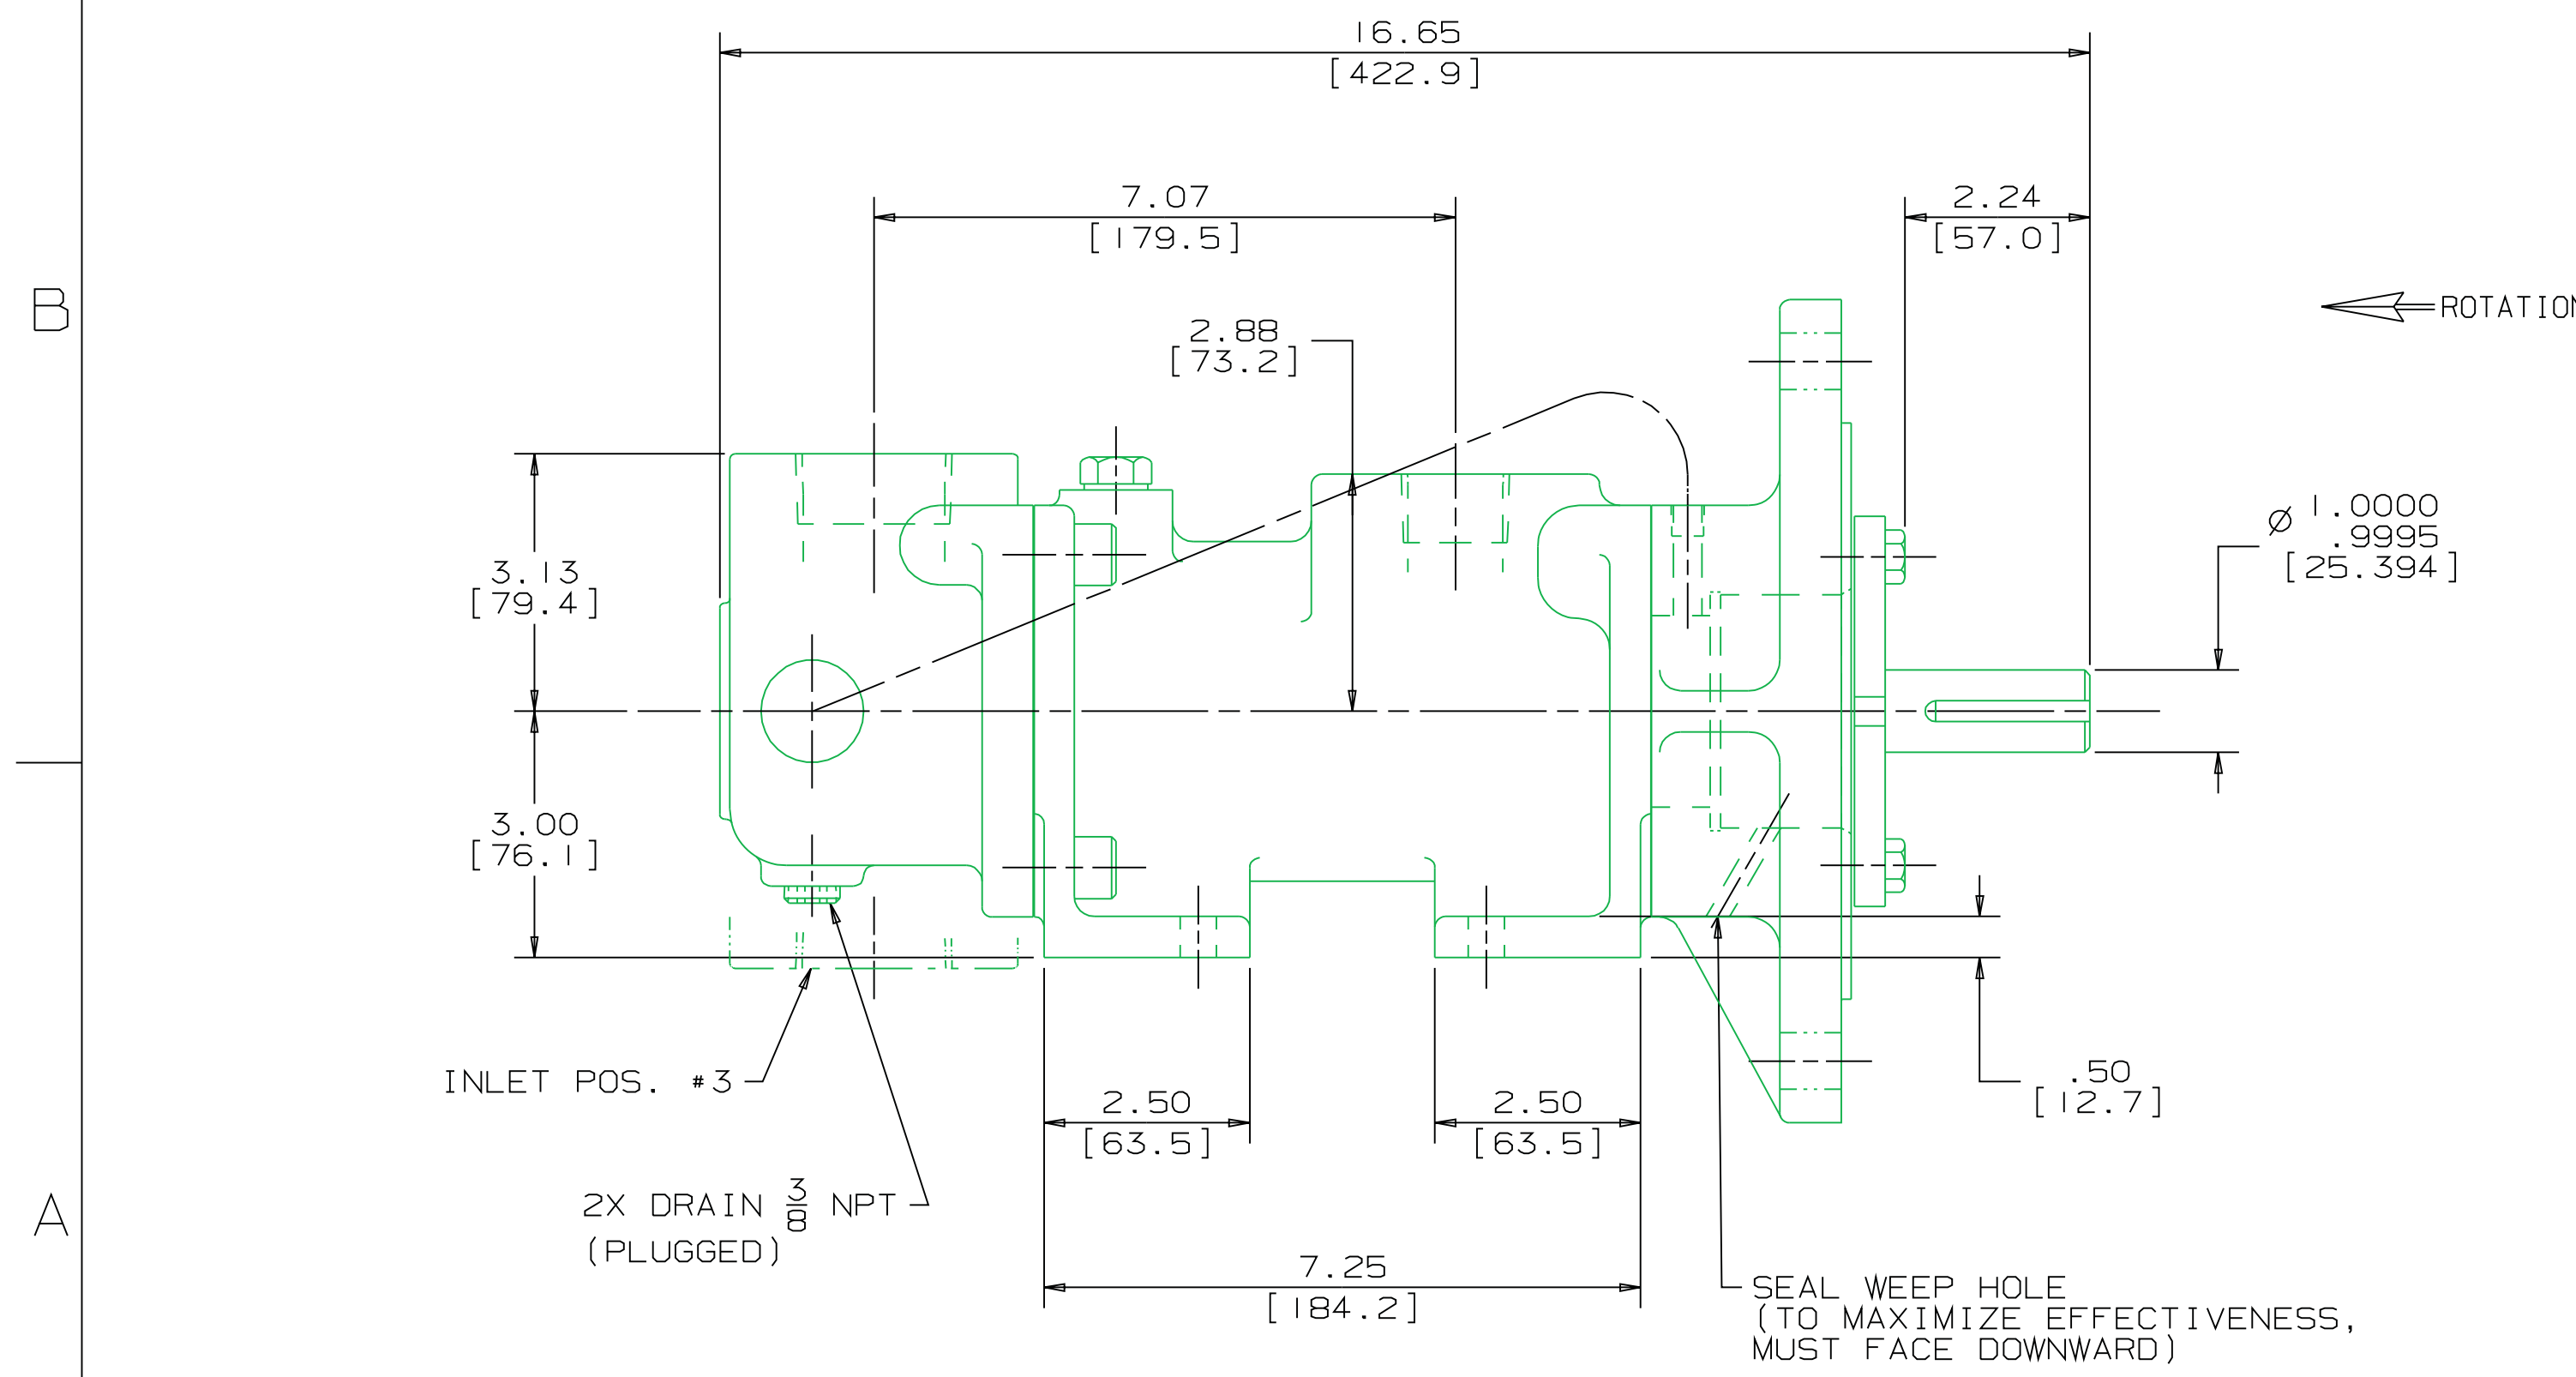 16.65
[422.9]
7.07
[179.5]
2.24
[57.0]
B
ROTATION
2.88
[73.2]
Ø 1.0000
.9995
[25.394]
3.13
[79.4]
3.00
[76.1]
INLET POS. #3
.50
[12.7]
2.50
[63.5]
2.50
[63.5]
A
2X DRAIN 3/8 NPT
(PLUGGED)
7.25
[184.2]
SEAL WEEP HOLE
(TO MAXIMIZE EFFECTIVENESS,
MUST FACE DOWNWARD)